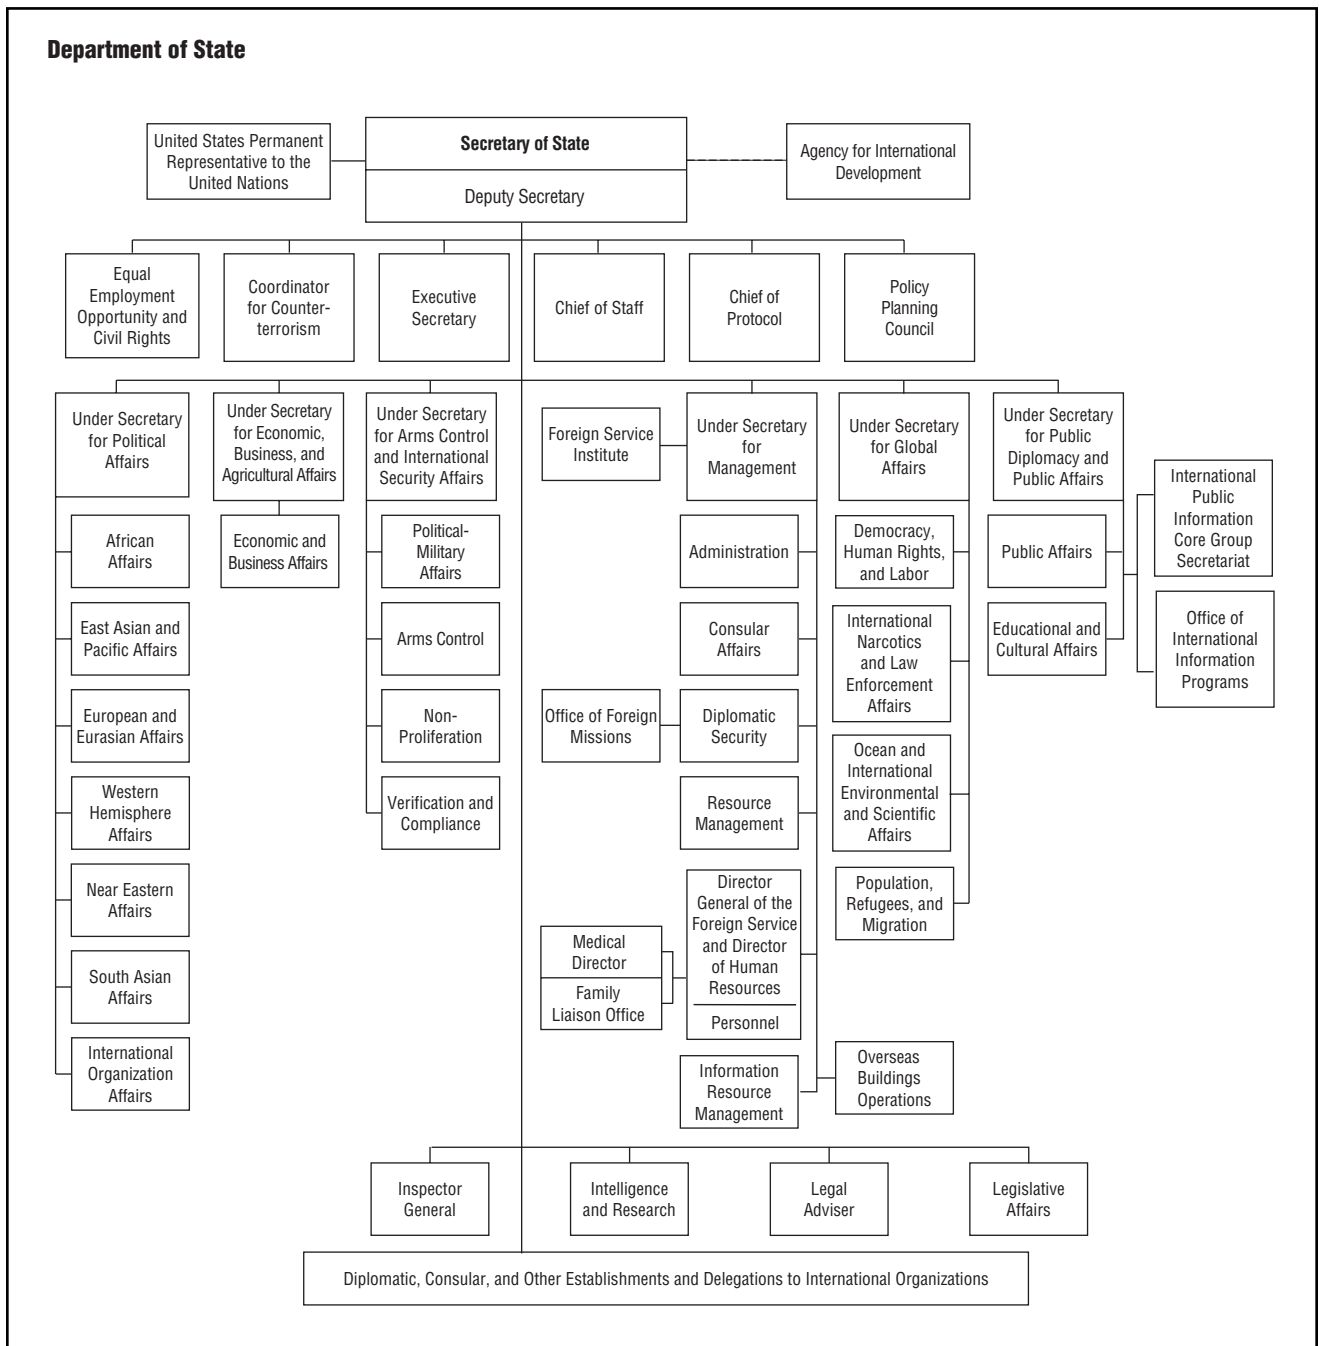 Department of State
United States Permanent
Representative to the
United Nations
Secretary of State
Deputy Secretary
Agency for International
Development
Equal
Employment
Opportunity and
Civil Rights
Coordinator
for Counter-
terrorism
Executive
Secretary
Chief of Staff
Chief of
Protocol
Policy
Planning
Council
Under Secretary
for Political
Affairs
Under Secretary
for Economic,
Business, and
Agricultural Affairs
Under Secretary
for Arms Control
and International
Security Affairs
Foreign Service
Institute
Under Secretary
for
Management
Under Secretary
for Global
Affairs
Under Secretary
for Public
Diplomacy and
Public Affairs
International
Public
Information
Core Group
Secretariat
African
Affairs
Economic and
Business Affairs
Political-
Military
Affairs
Administration
Democracy,
Human Rights,
and Labor
Public Affairs
East Asian and
Pacific Affairs
Arms Control
Consular
Affairs
International
Narcotics
and Law
Enforcement
Affairs
Educational and
Cultural Affairs
Office of
International
Information
Programs
European and
Eurasian Affairs
Non-
Proliferation
Office of Foreign
Missions
Diplomatic
Security
Ocean and
International
Environmental
and Scientific
Affairs
Western
Hemisphere
Affairs
Verification and
Compliance
Resource
Management
Near Eastern
Affairs
Director
General of the
Foreign Service
and Director
of Human
Resources
Personnel
Population,
Refugees, and
Migration
Medical
Director
Family
Liaison Office
South Asian
Affairs
International
Organization
Affairs
Information
Resource
Management
Overseas
Buildings
Operations
Inspector
General
Intelligence
and Research
Legal
Adviser
Legislative
Affairs
Diplomatic, Consular, and Other Establishments and Delegations to International Organizations